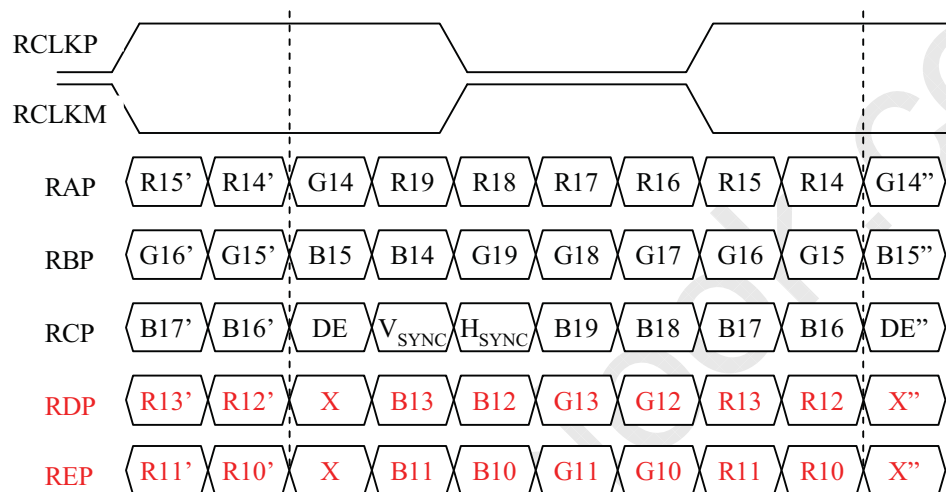 RCLKP
RCLKM
RAP R15’ R14’ G14 R19 R18 R17 R16 R15 R14 G14”
RBP G16’ G15’ B15 B14 G19 G18 G17 G16 G15 B15”
RCP B17’ B16’ DE VSYNC HSYNC B19 B18 B17 B16 DE”
RDP R13’ R12’ X B13 B12 G13 G12 R13 R12 X”
REP R11’ R10’ X B11 B10 G11 G10 R11 R10 X”